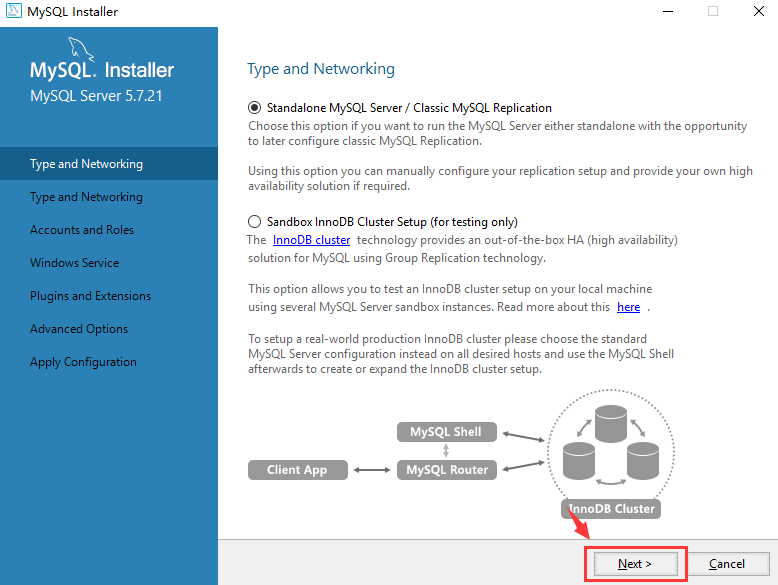 MySQL Installer
MySQL. Installer
MySQL Server 5.7.21
Type and Networking
Type and Networking
Accounts and Roles
Windows Service
Plugins and Extensions
Advanced Options
Apply Configuration
Type and Networking
Standalone MySQL Server / Classic MySQL Replication
Choose this option if you want to run the MySQL Server either standalone with the opportunity
to later configure classic MySQL Replication.
Using this option you can manually configure your replication setup and provide your own high
availability solution if required.
Sandbox InnoDB Cluster Setup (for testing only)
The InnoDB cluster technology provides an out-of-the-box HA (high availability)
solution for MySQL using Group Replication technology.
This option allows you to test an InnoDB cluster setup on your local machine
using several MySQL Server sandbox instances. Read more about this here .
To setup a real-world production InnoDB cluster please choose the standard
MySQL Server configuration instead on all desired hosts and use the MySQL Shell
afterwards to create or expand the InnoDB cluster setup.
MySQL Shell
Client App
MySQL Router
InnoDB Cluster
Next >
Cancel